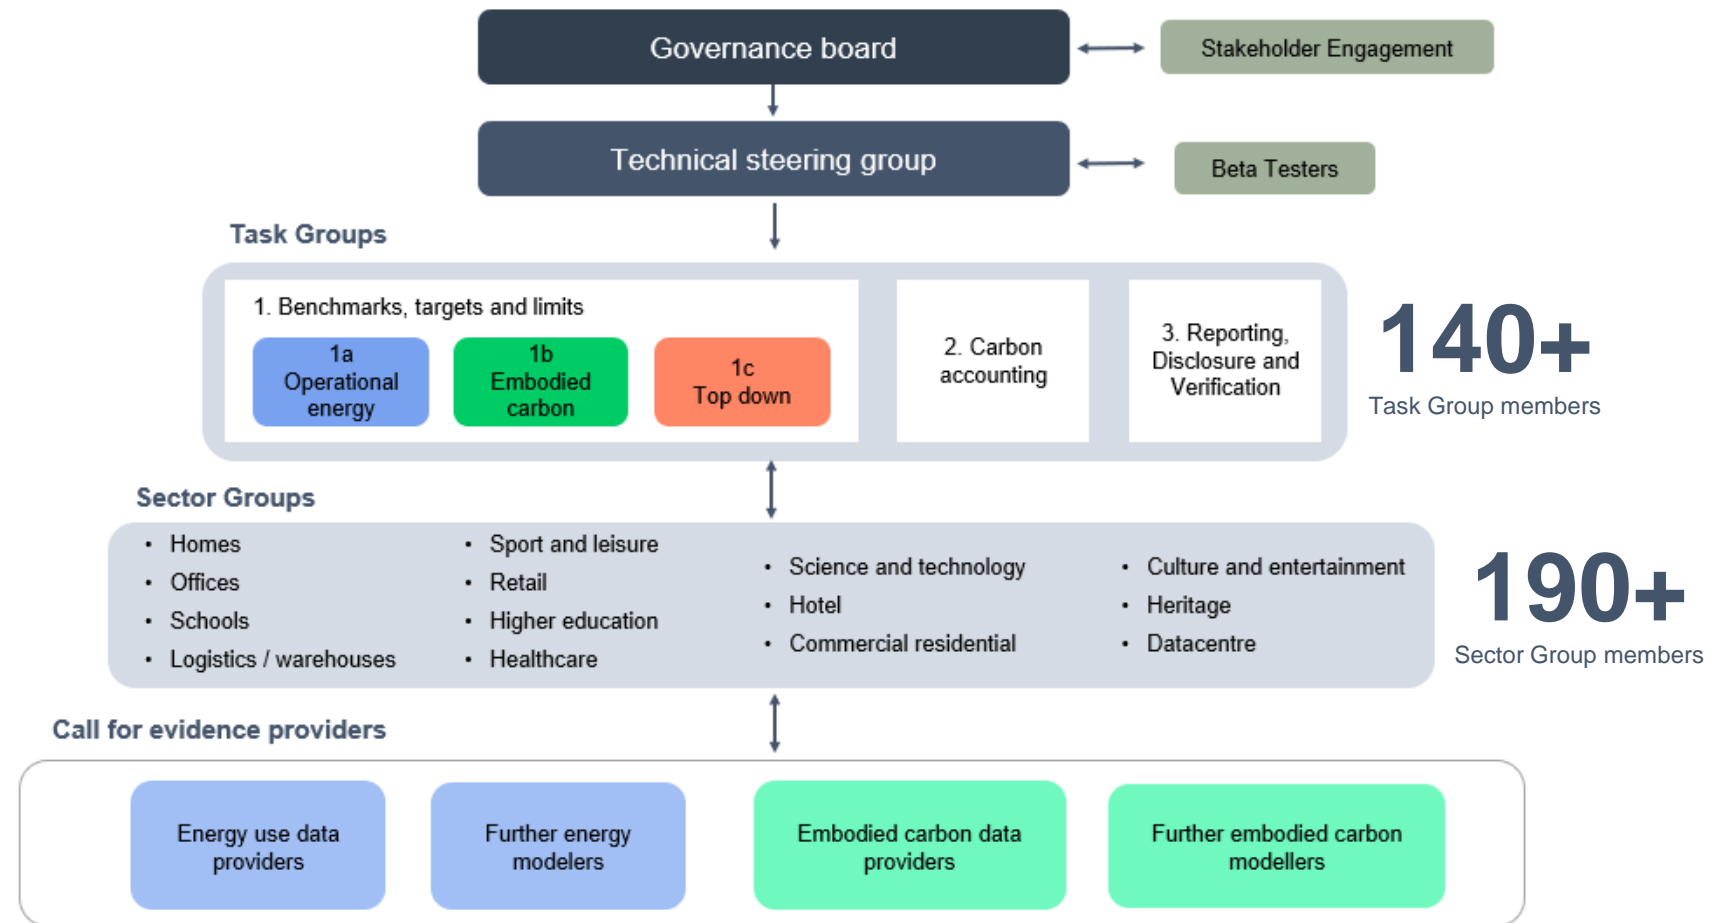 Governance board
Stakeholder Engagement
Technical steering group
Beta Testers
Task Groups
1. Benchmarks, targets and limits
1a
Operational
energy
1b
Embodied
carbon
1c
Top down
2. Carbon
accounting
3. Reporting,
Disclosure and
Verification
140+
Task Group members
Sector Groups
• Homes
• Offices
• Schools
• Logistics / warehouses
• Sport and leisure
• Retail
• Higher education
• Healthcare
• Science and technology
• Hotel
• Commercial residential
• Culture and entertainment
• Heritage
• Datacentre
190+
Sector Group members
Call for evidence providers
Energy use data
providers
Further energy
modelers
Embodied carbon data
providers
Further embodied carbon
modellers